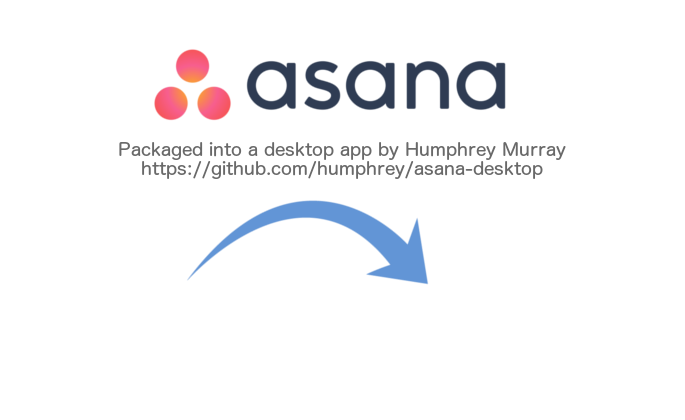 asana
Packaged into a desktop app by Humphrey Murray
https://github.com/humphrey/asana-desktop